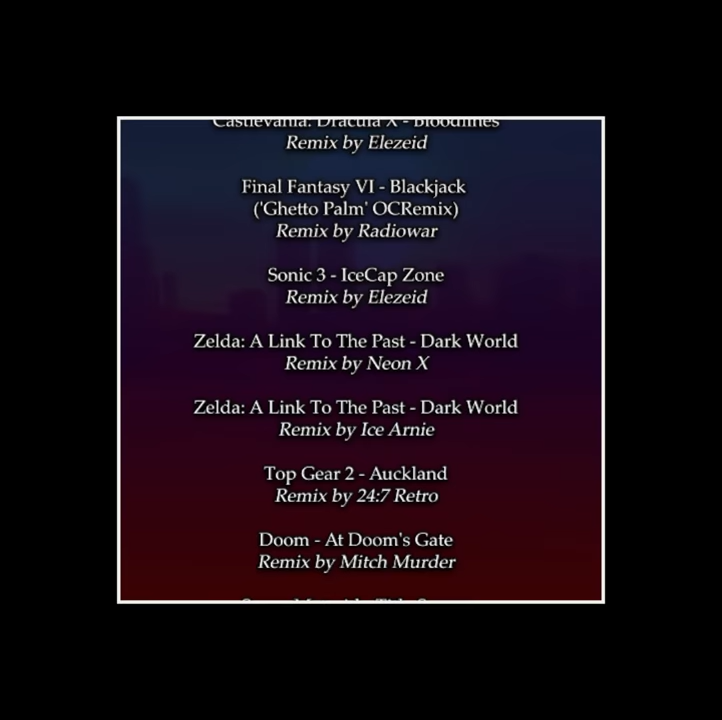 Castlevania: Dracula X - Bloodlines
Remix by Elezeid
Final Fantasy VI - Blackjack
('Ghetto Palm' OCRemix)
Remix by Radiowar
Sonic 3 - IceCap Zone
Remix by Elezeid
Zelda: A Link To The Past - Dark World
Remix by Neon X
Zelda: A Link To The Past - Dark World
Remix by Ice Arnie
Top Gear 2 - Auckland
Remix by 24:7 Retro
Doom - At Doom's Gate
Remix by Mitch Murder